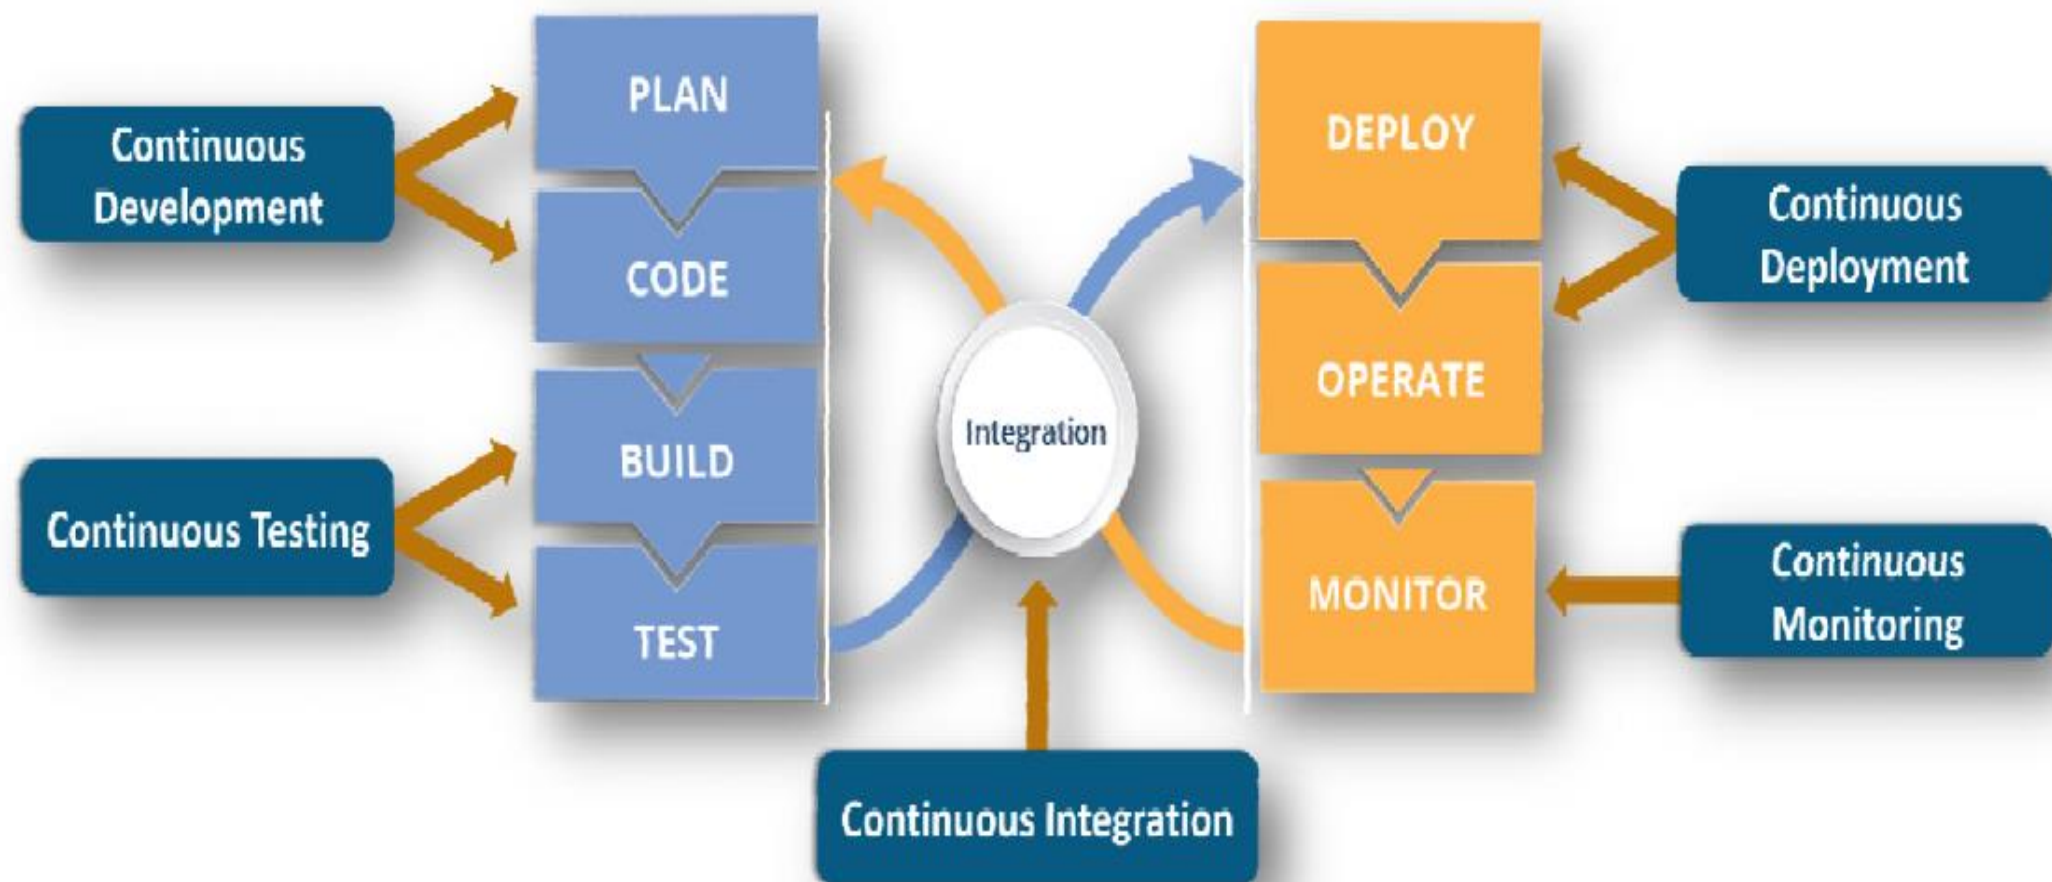 PLAN
Continuous
Development
CODE
BUILD
Continuous Testing
TEST
Integration
Continuous Integration
DEPLOY
Continuous
Deployment
OPERATE
MONITOR
Continuous
Monitoring